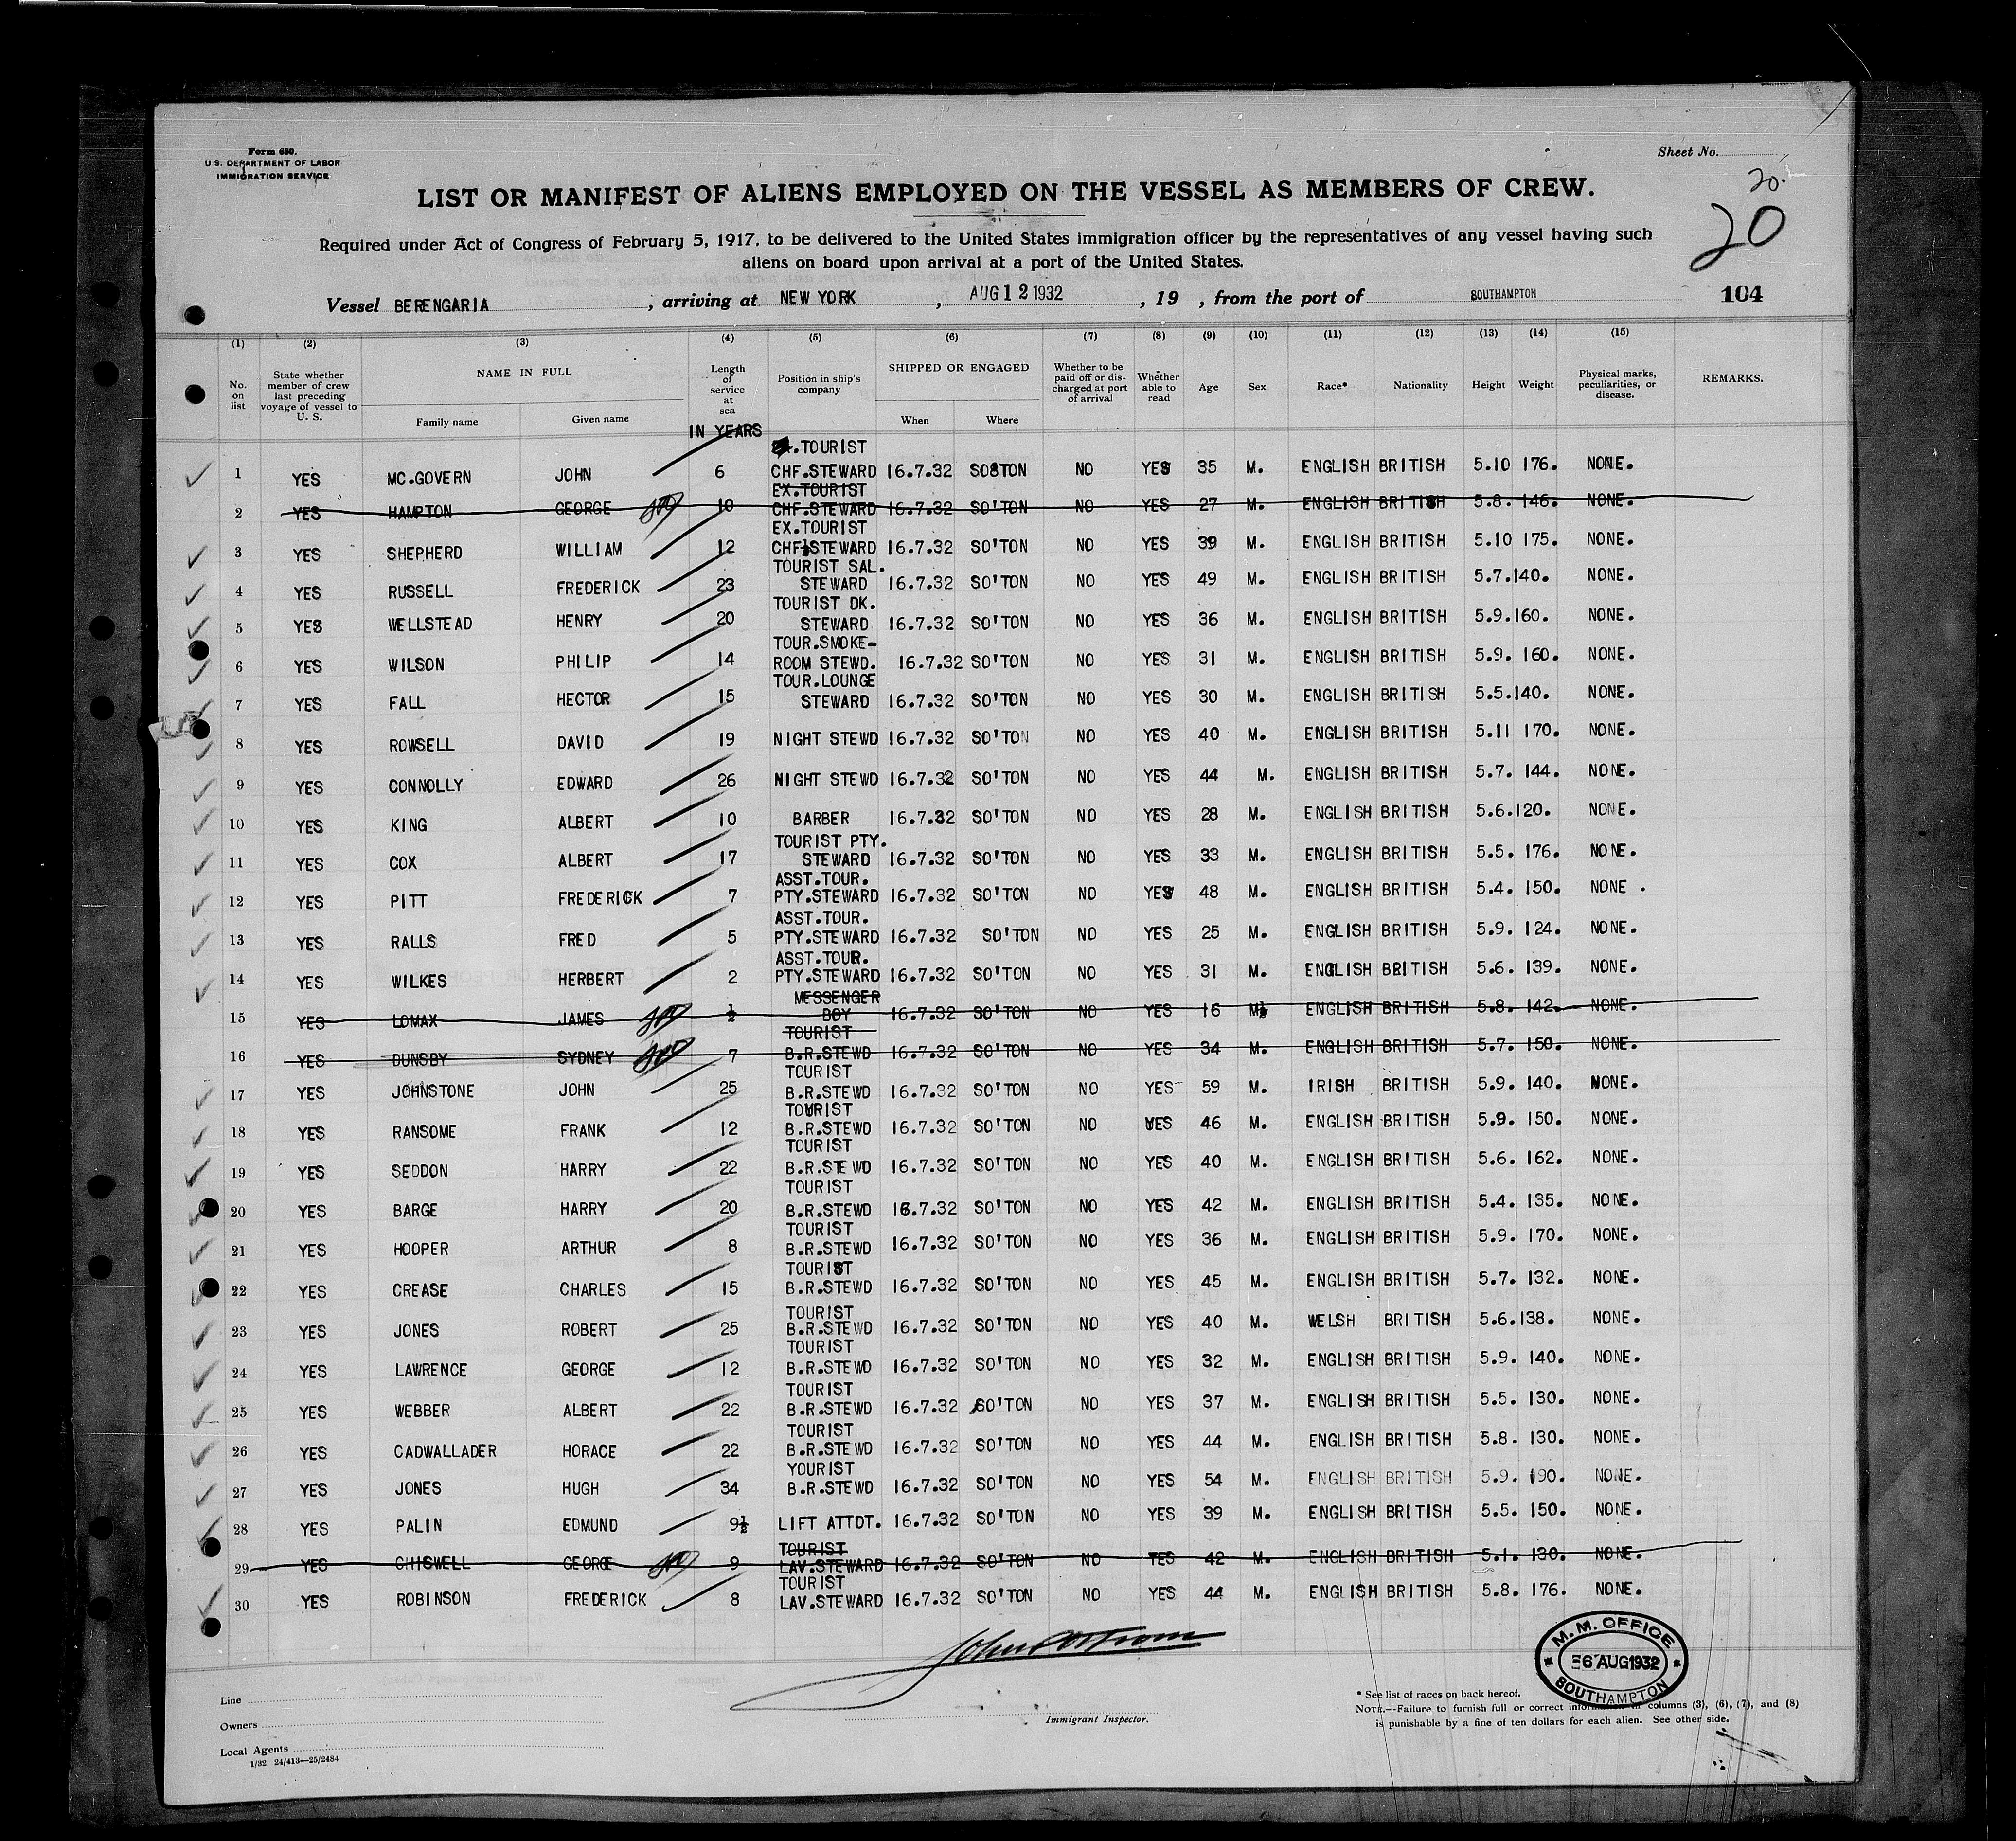 Form 680.
U. S. DEPARTMENT OF LABOR
IMMIGRATION SERVICE
Sheet No.
20.
20
LIST OR MANIFEST OF ALIENS EMPLOYED ON THE VESSEL AS MEMBERS OF CREW.
Required under Act of Congress of February 5, 1917, to be delivered to the United States immigration officer by the representatives of any vessel having such
aliens on board upon arrival at a port of the United States.
Vessel BERENGARIA , arriving at NEW YORK , AUG 12 1932 , 19 , from the port of SOUTHAMPTON 104
(1) (2) (3) (4) (5) (6) (7) (8) (9) (10) (11) (12) (13) (14) (15)
No. on list State whether member of crew last preceding voyage of vessel to U. S. NAME IN FULL Family name Given name Length of service at sea Position in ship's company SHIPPED OR ENGAGED When Where Whether to be paid off or discharged at port of arrival Whether able to read Age Sex Race* Nationality Height Weight Physical marks, peculiarities, or disease. REMARKS.
IN YEARS
1 YES MC.GOVERN JOHN 6 .TOURIST CHF.STEWARD 16.7.32 SO'TON NO YES 35 M. ENGLISH BRITISH 5.10 176. NONE.
2 YES HAMPTON GEORGE 10 EX.TOURIST CHF.STEWARD 16.7.32 SO'TON NO YES 27 M. ENGLISH BRITISH 5.8. 146. NONE.
3 YES SHEPHERD WILLIAM 12 EX.TOURIST CHF.STEWARD 16.7.32 SO'TON NO YES 39 M. ENGLISH BRITISH 5.10 175. NONE.
4 YES RUSSELL FREDERICK 23 TOURIST SAL. STEWARD 16.7.32 SO'TON NO YES 49 M. ENGLISH BRITISH 5.7.140. NONE.
5 YES WELLSTEAD HENRY 20 TOURIST DK. STEWARD 16.7.32 SO'TON NO YES 36 M. ENGLISH BRITISH 5.9.160. NONE.
6 YES WILSON PHILIP 14 TOUR.SMOKE- ROOM STEWD. 16.7.32 SO'TON NO YES 31 M. ENGLISH BRITISH 5.9. 160. NONE.
7 YES FALL HECTOR 15 TOUR.LOUNGE STEWARD 16.7.32 SO'TON NO YES 30 M. ENGLISH BRITISH 5.5.140. NONE.
8 YES ROWSELL DAVID 19 NIGHT STEWD 16.7.32 SO'TON NO YES 40 M. ENGLISH BRITISH 5.11 170. NONE.
9 YES CONNOLLY EDWARD 26 NIGHT STEWD 16.7.32 SO'TON NO YES 44 M. ENGLISH BRITISH 5.7. 144. NONE.
10 YES KING ALBERT 10 BARBER 16.7.32 SO'TON NO YES 28 M. ENGLISH BRITISH 5.6.120. NONE.
11 YES COX ALBERT 17 TOURIST PTY. STEWARD 16.7.32 SO'TON NO YES 33 M. ENGLISH BRITISH 5.5. 176. NONE.
12 YES PITT FREDERICK 7 ASST.TOUR. PTY.STEWARD 16.7.32 SO'TON NO YES 48 M. ENGLISH BRITISH 5.4. 150. NONE .
13 YES RALLS FRED 5 ASST.TOUR. PTY.STEWARD 16.7.32 SO'TON NO YES 25 M. ENGLISH BRITISH 5.9. 124. NONE.
14 YES WILKES HERBERT 2 ASST.TOUR. PTY.STEWARD 16.7.32 SO'TON NO YES 31 M. ENGLISH BRITISH 5.6. 139. NONE.
15 YES LOMAX JAMES ½ MESSENGER BOY 16.7.32 SO'TON NO YES 16 M. ENGLISH BRITISH 5.8. 142. NONE.
16 YES DUNSBY SYDNEY 7 TOURIST B.R.STEWD 16.7.32 SO'TON NO YES 34 M. ENGLISH BRITISH 5.7. 150. NONE.
17 YES JOHNSTONE JOHN 25 TOURIST B.R.STEWD 16.7.32 SO'TON NO YES 59 M. IRISH BRITISH 5.9. 140. NONE.
18 YES RANSOME FRANK 12 TOURIST B.R.STEWD 16.7.32 SO'TON NO YES 46 M. ENGLISH BRITISH 5.9. 150. NONE.
19 YES SEDDON HARRY 22 TOURIST B.R.STEWD 16.7.32 SO'TON NO YES 40 M. ENGLISH BRITISH 5.6. 162. NONE.
20 YES BARGE HARRY 20 TOURIST B.R.STEWD 16.7.32 SO'TON NO YES 42 M. ENGLISH BRITISH 5.4. 135. NONE.
21 YES HOOPER ARTHUR 8 TOURIST B.R.STEWD 16.7.32 SO'TON NO YES 36 M. ENGLISH BRITISH 5.9. 170. NONE.
22 YES CREASE CHARLES 15 TOURIST B.R.STEWD 16.7.32 SO'TON NO YES 45 M. ENGLISH BRITISH 5.7. 132. NONE.
23 YES JONES ROBERT 25 TOURIST B.R.STEWD 16.7.32 SO'TON NO YES 40 M. WELSH BRITISH 5.6.138. NONE.
24 YES LAWRENCE GEORGE 12 TOURIST B.R.STEWD 16.7.32 SO'TON NO YES 32 M. ENGLISH BRITISH 5.9. 140. NONE.
25 YES WEBBER ALBERT 22 TOURIST B.R.STEWD 16.7.32 SO'TON NO YES 37 M. ENGLISH BRITISH 5.5. 130. NONE.
26 YES CADWALLADER HORACE 22 TOURIST B.R.STEWD 16.7.32 SO'TON NO YES 44 M. ENGLISH BRITISH 5.8. 130. NONE.
27 YES JONES HUGH 34 YOURIST B.R.STEWD 16.7.32 SO'TON NO YES 54 M. ENGLISH BRITISH 5.9. 190. NONE.
28 YES PALIN EDMUND 9½ LIFT ATTDT. 16.7.32 SO'TON NO YES 39 M. ENGLISH BRITISH 5.5. 150. NONE.
29 YES CHISWELL GEORGE 9 TOURIST LAV.STEWARD 16.7.32 SO'TON NO YES 42 M. ENGLISH BRITISH 5.1. 130. NONE.
30 YES ROBINSON FREDERICK 8 TOURIST LAV.STEWARD 16.7.32 SO'TON NO YES 44 M. ENGLISH BRITISH 5.8. 176. NONE.
M. M. OFFICE
6 AUG 1932
SOUTHAMPTON
Line
Owners
Local Agents
1/32 24/413—25/2484
Immigrant Inspector.
* See list of races on back hereof.
NOTE.—Failure to furnish full or correct information in columns (3), (6), (7), and (8)
is punishable by a fine of ten dollars for each alien. See other side.